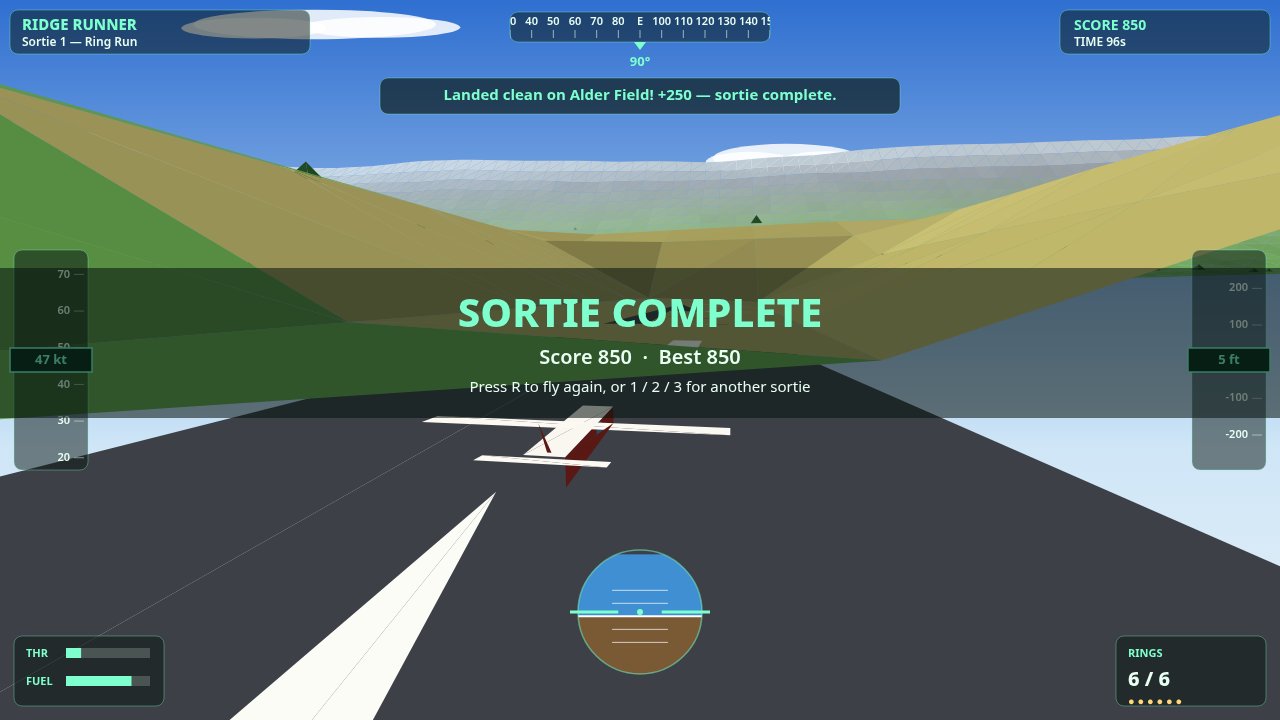 RIDGE RUNNER
Sortie 1 — Ring Run
0 40 50 60 70 80 E 100 110 120 130 140 15
90°
SCORE 850
TIME 96s
Landed clean on Alder Field! +250 — sortie complete.
70
60
50
47 kt
40
30
20
200
100
5 ft
-100
-200
SORTIE COMPLETE
Score 850 · Best 850
Press R to fly again, or 1 / 2 / 3 for another sortie
THR
FUEL
RINGS
6 / 6